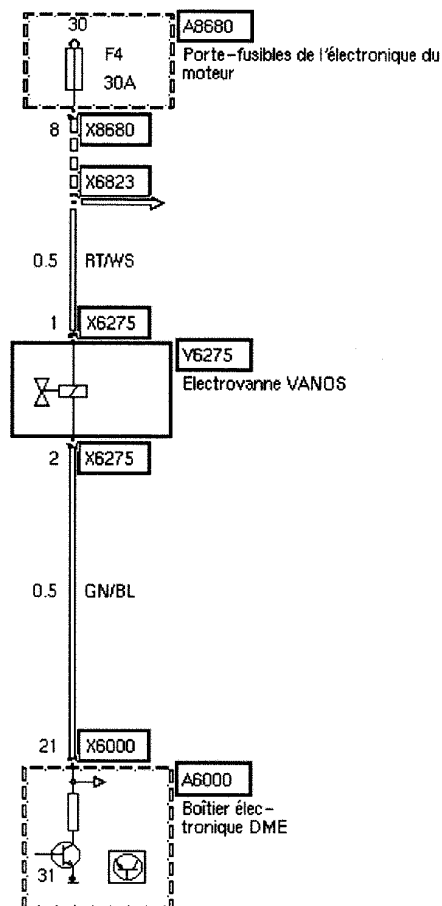 30
A8680
F4
30A
Porte-fusibles de l'électronique du
moteur
8 X8680
X6823
0.5 RT/WS
1 X6275
Y6275
Electrovanne VANOS
2 X6275
0.5 GN/BL
21 X6000
A6000
Boîtier élec-
tronique DME
31